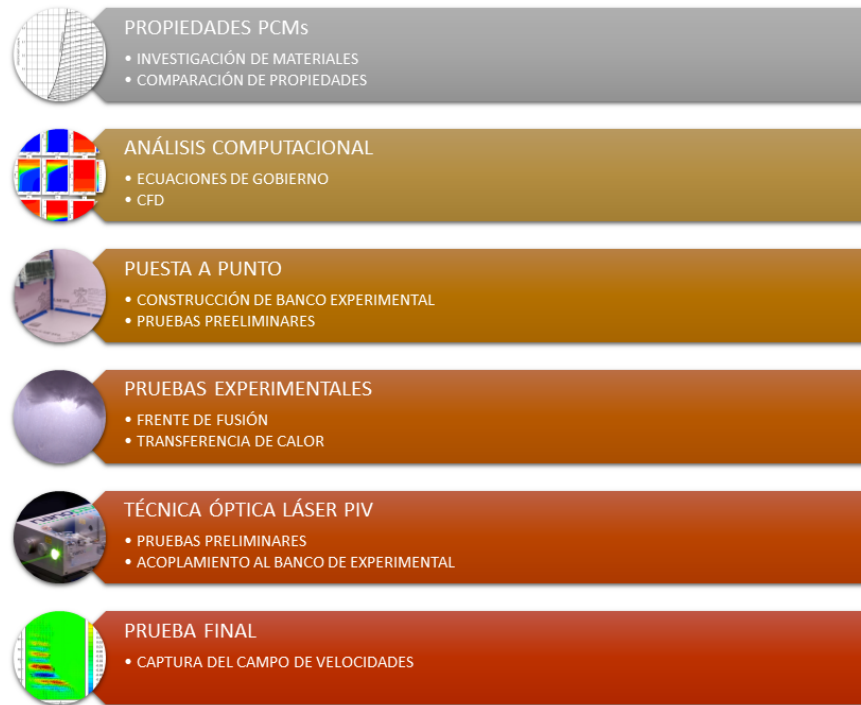 PROPIEDADES PCMs
• INVESTIGACIÓN DE MATERIALES
• COMPARACIÓN DE PROPIEDADES
ANÁLISIS COMPUTACIONAL
• ECUACIONES DE GOBIERNO
• CFD
PUESTA A PUNTO
• CONSTRUCCIÓN DE BANCO EXPERIMENTAL
• PRUEBAS PREELIMINARES
PRUEBAS EXPERIMENTALES
• FRENTE DE FUSIÓN
• TRANSFERENCIA DE CALOR
TÉCNICA ÓPTICA LÁSER PIV
• PRUEBAS PRELIMINARES
• ACOPLAMIENTO AL BANCO DE EXPERIMENTAL
PRUEBA FINAL
• CAPTURA DEL CAMPO DE VELOCIDADES